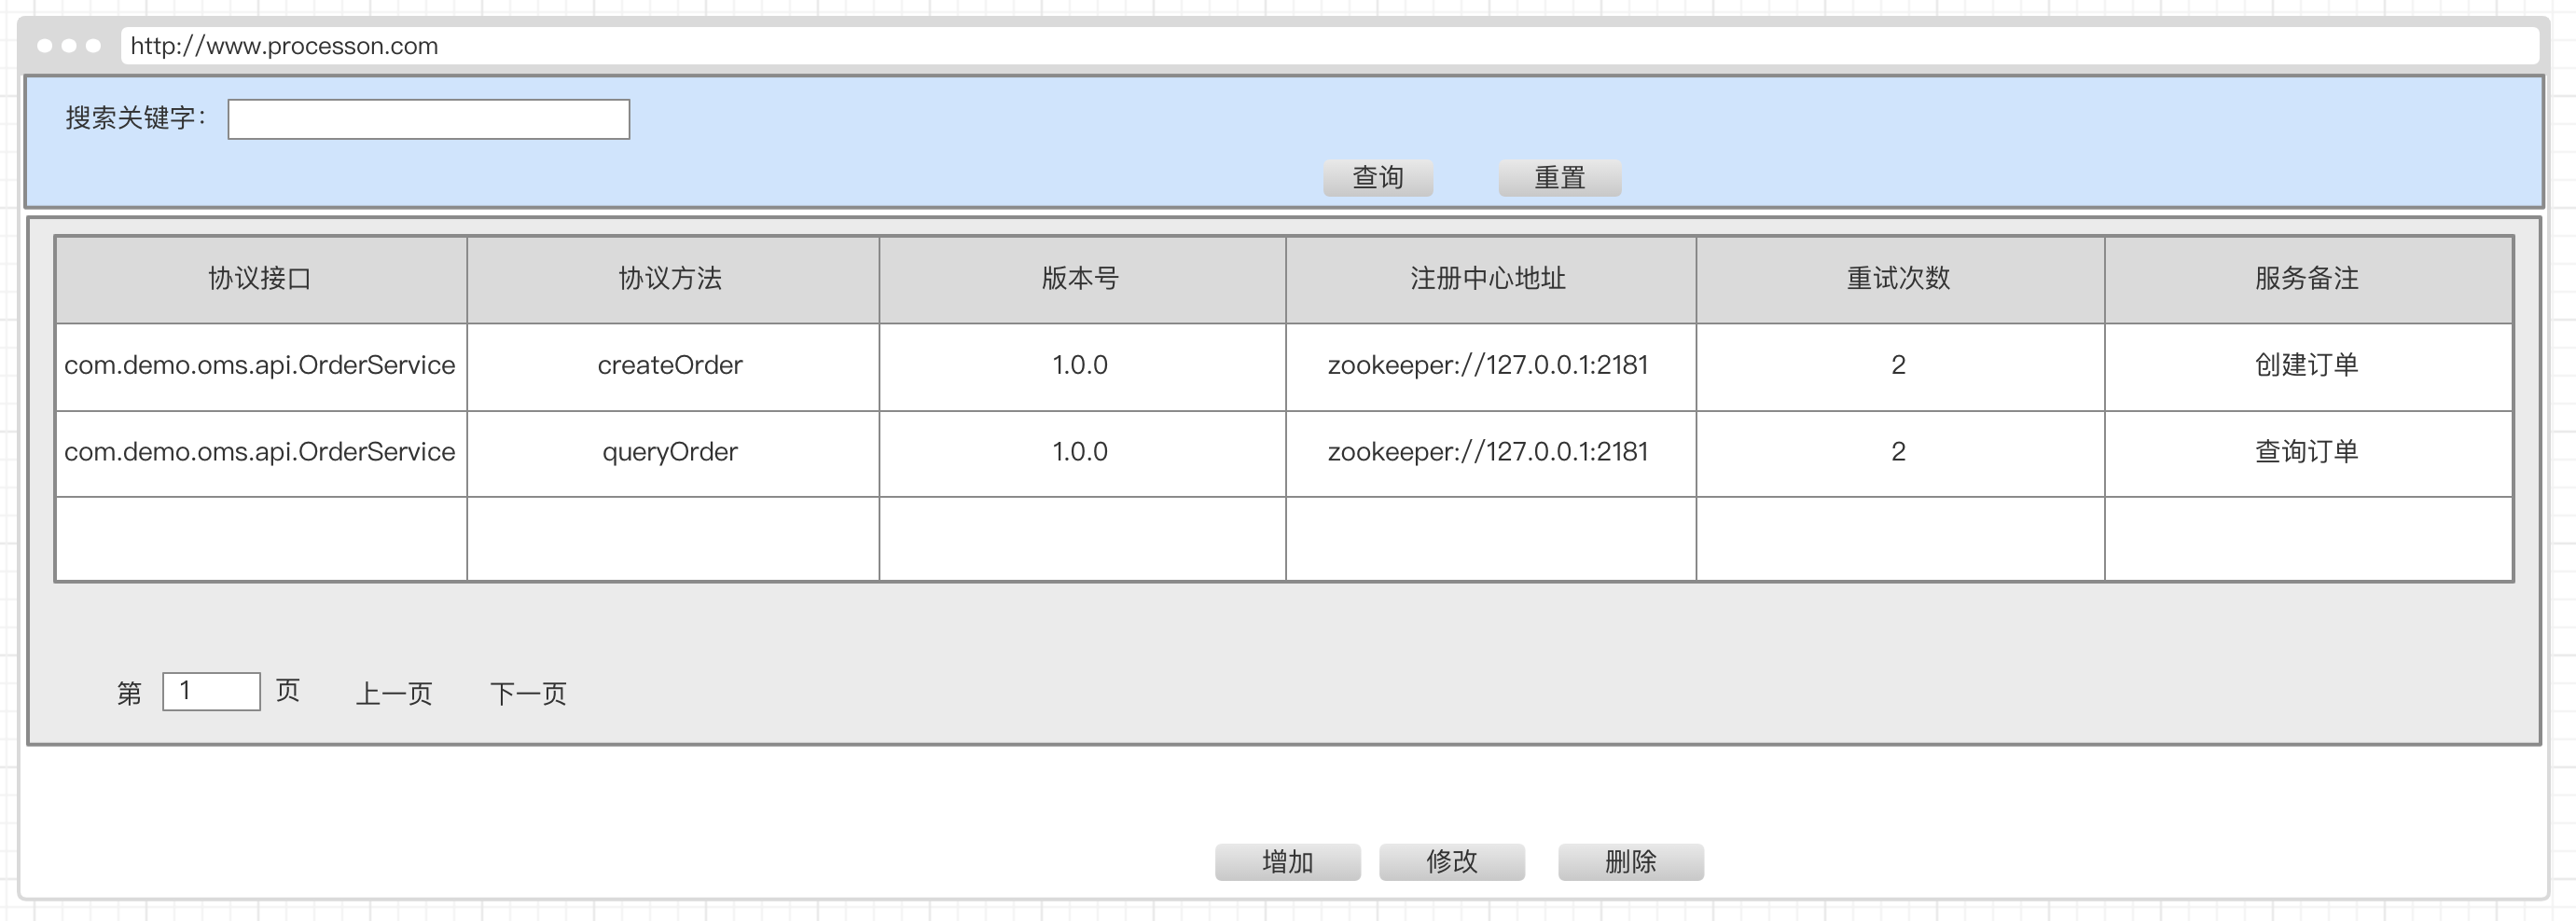 http://www.processon.com
搜索关键字：
查询 重置
协议接口 协议方法 版本号 注册中心地址 重试次数 服务备注
com.demo.oms.api.OrderService createOrder 1.0.0 zookeeper://127.0.0.1:2181 2 创建订单
com.demo.oms.api.OrderService queryOrder 1.0.0 zookeeper://127.0.0.1:2181 2 查询订单
第 1 页 上一页 下一页
增加 修改 删除